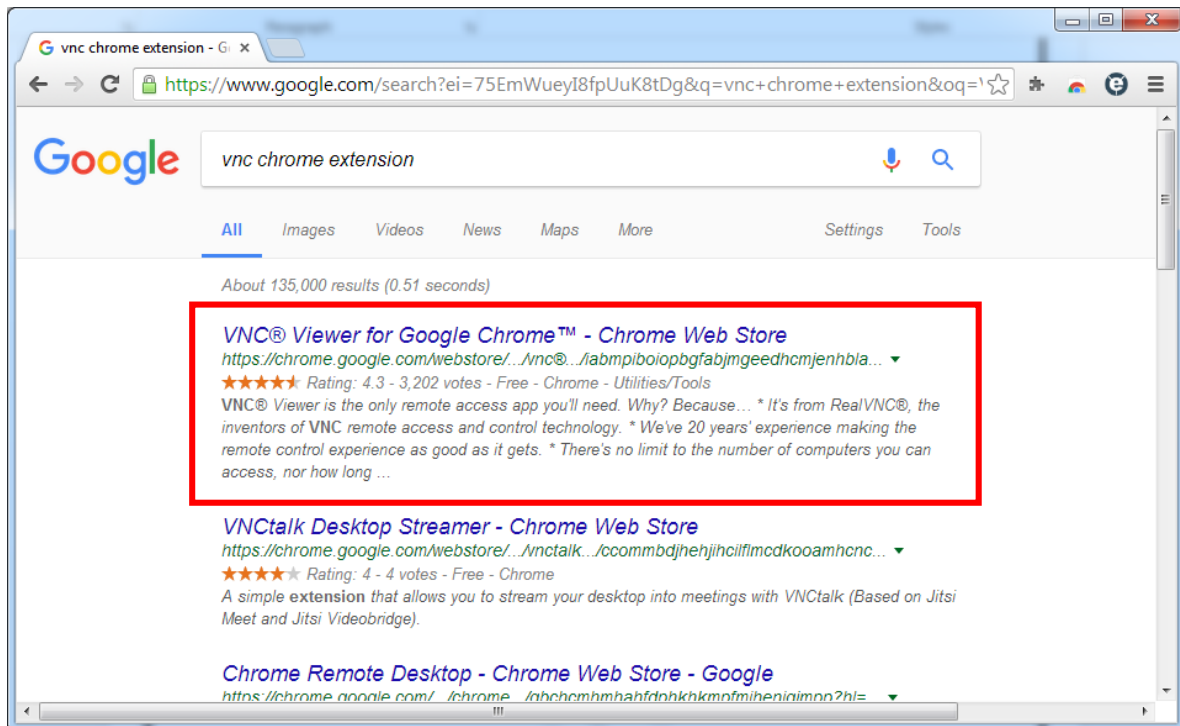 vnc chrome extension - G
https://www.google.com/search?ei=75EmWueyI8fpUuK8tDg&q=vnc+chrome+extension&oq=
Google
vnc chrome extension
All Images Videos News Maps More Settings Tools
About 135,000 results (0.51 seconds)
VNC® Viewer for Google Chrome™ - Chrome Web Store
https://chrome.google.com/webstore/.../vnc®.../iabmpiboiopbgfabjmgeedhcmjenhbla...
Rating: 4.3 - 3,202 votes - Free - Chrome - Utilities/Tools
VNC® Viewer is the only remote access app you'll need. Why? Because… * It's from RealVNC®, the
inventors of VNC remote access and control technology. * We've 20 years' experience making the
remote control experience as good as it gets. * There's no limit to the number of computers you can
access, nor how long ...
VNCtalk Desktop Streamer - Chrome Web Store
https://chrome.google.com/webstore/.../vnctalk.../ccommbdjhehjihcilflmcdkooamhcnc...
Rating: 4 - 4 votes - Free - Chrome
A simple extension that allows you to stream your desktop into meetings with VNCtalk (Based on Jitsi
Meet and Jitsi Videobridge).
Chrome Remote Desktop - Chrome Web Store - Google
https://chrome.google.com/.../chrome.../gbchcmhmhahfdphkhkmpfmihenigjmpp?hl=...